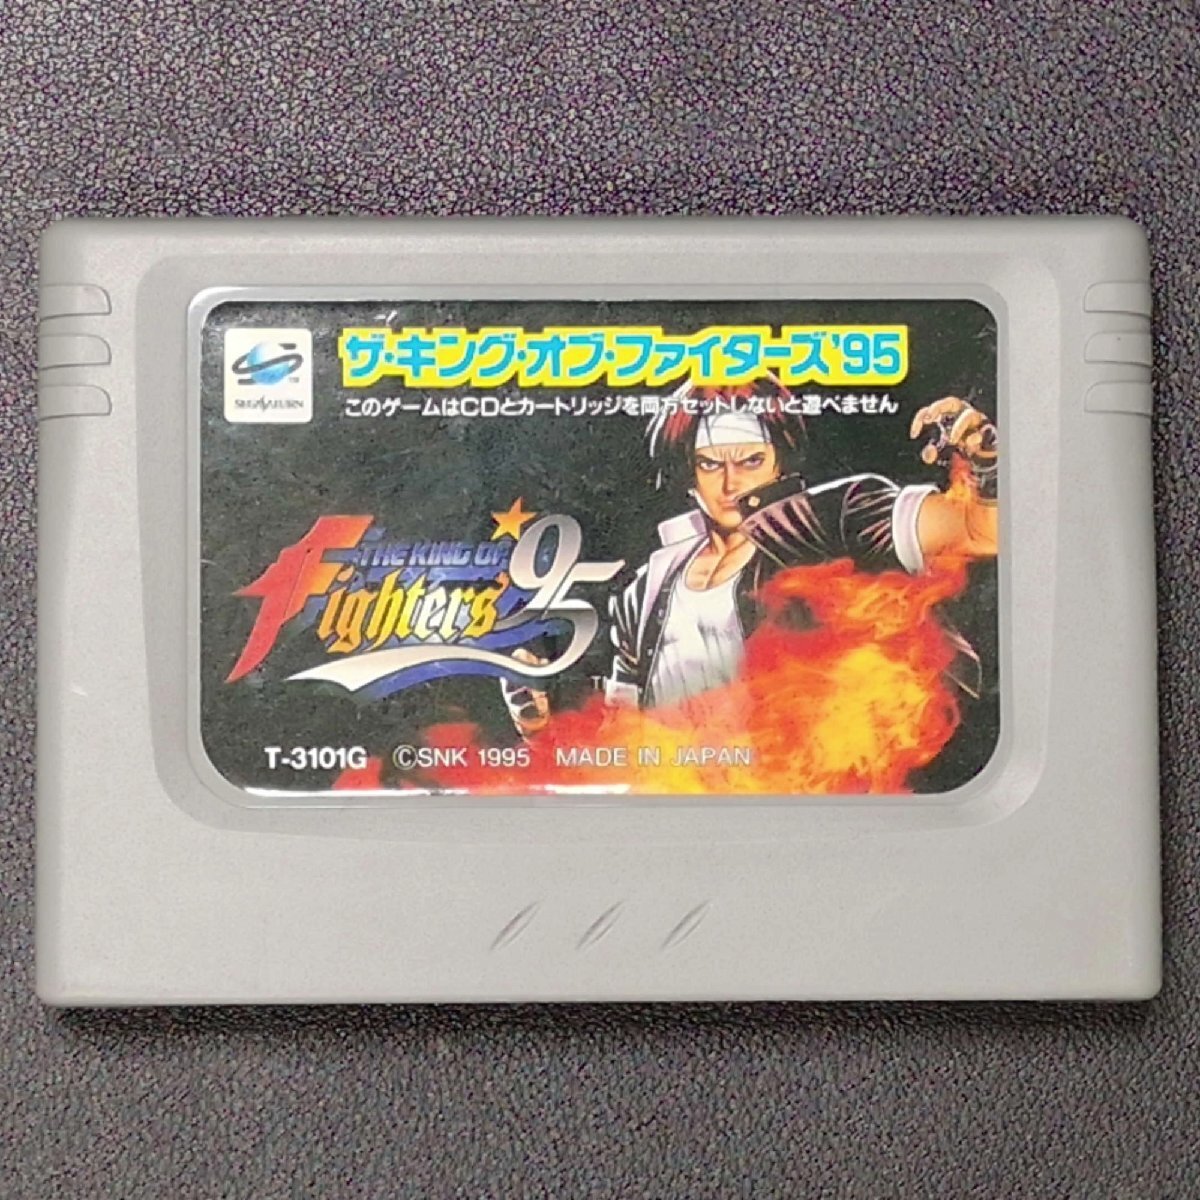 ザ・キング・オブ・ファイターズ'95
SEGA SATURN
このゲームはCDとカートリッジを両方セットしないと遊べません
THE KING OF
Fighters '95
TM
T-3101G ©SNK 1995 MADE IN JAPAN